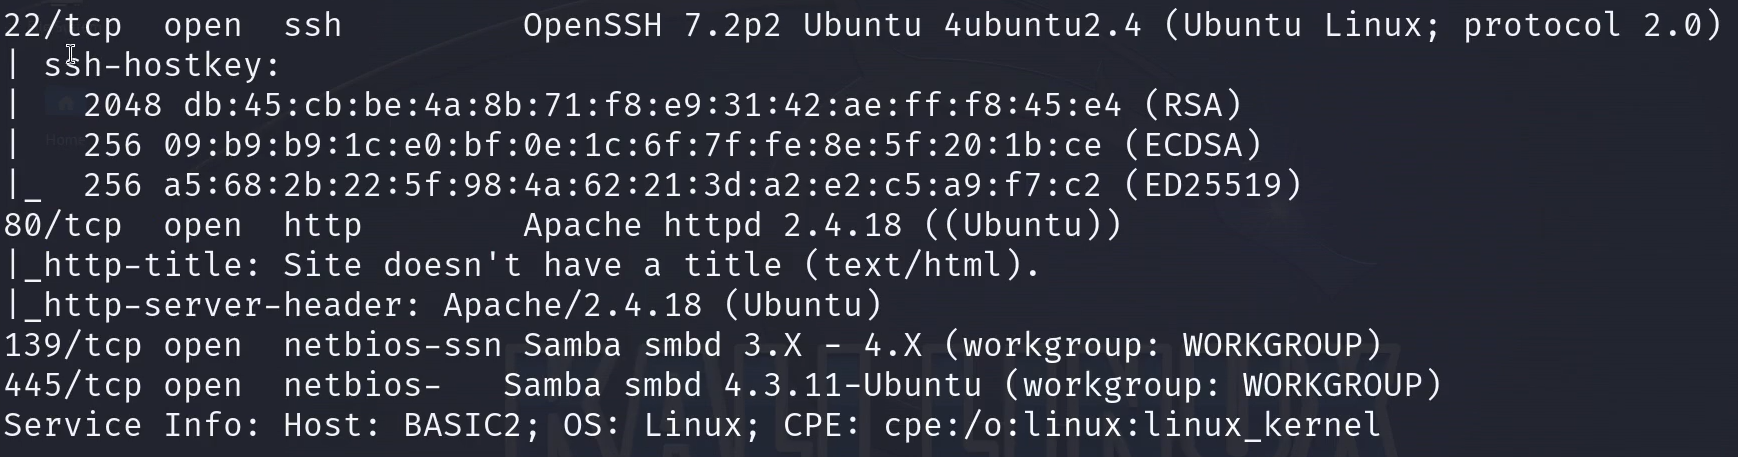 22/tcp  open  ssh         OpenSSH 7.2p2 Ubuntu 4ubuntu2.4 (Ubuntu Linux; protocol 2.0)
| ssh-hostkey:
|   2048 db:45:cb:be:4a:8b:71:f8:e9:31:42:ae:ff:f8:45:e4 (RSA)
|   256 09:b9:b9:1c:e0:bf:0e:1c:6f:7f:fe:8e:5f:20:1b:ce (ECDSA)
|_  256 a5:68:2b:22:5f:98:4a:62:21:3d:a2:e2:c5:a9:f7:c2 (ED25519)
80/tcp  open  http        Apache httpd 2.4.18 ((Ubuntu))
|_http-title: Site doesn't have a title (text/html).
|_http-server-header: Apache/2.4.18 (Ubuntu)
139/tcp open  netbios-ssn Samba smbd 3.X - 4.X (workgroup: WORKGROUP)
445/tcp open  netbios-   Samba smbd 4.3.11-Ubuntu (workgroup: WORKGROUP)
Service Info: Host: BASIC2; OS: Linux; CPE: cpe:/o:linux:linux_kernel
Home